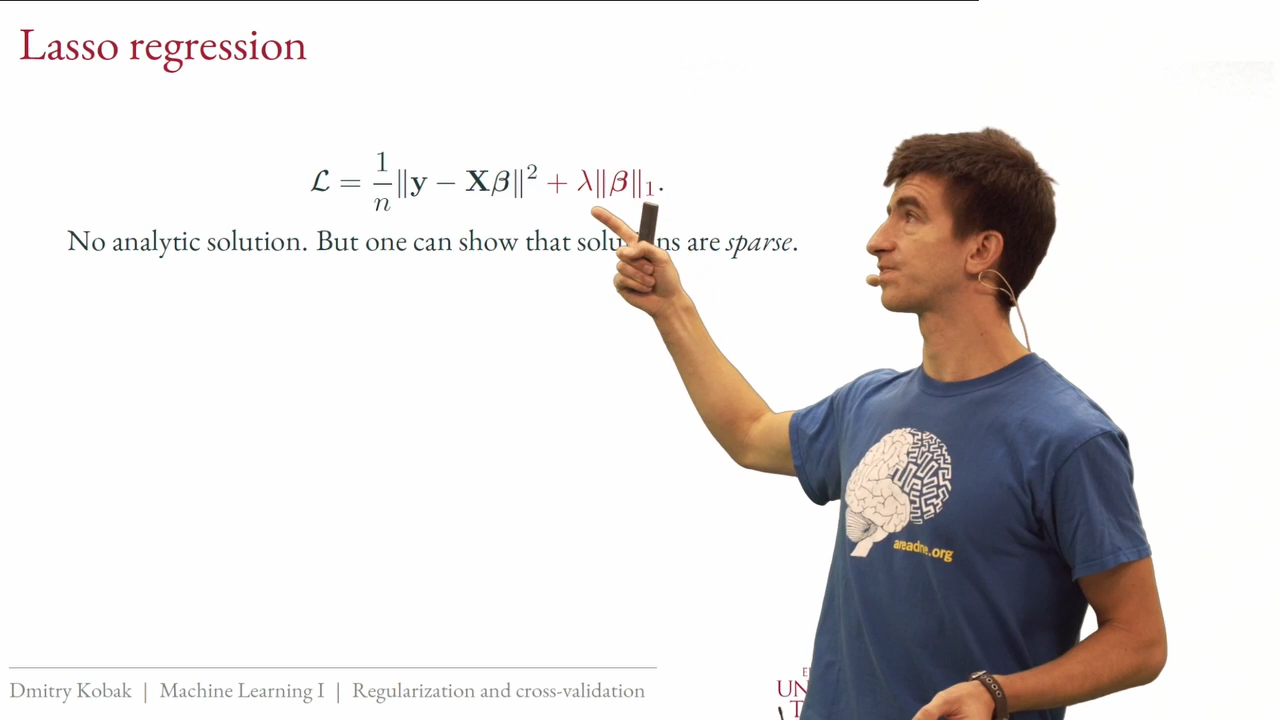 Lasso regression
ℒ = 1/n ‖y − Xβ‖² + λ‖β‖₁.
No analytic solution. But one can show that are sparse.
areadne.org
Dmitry Kobak | Machine Learning I | Regularization and cross-validation
UN